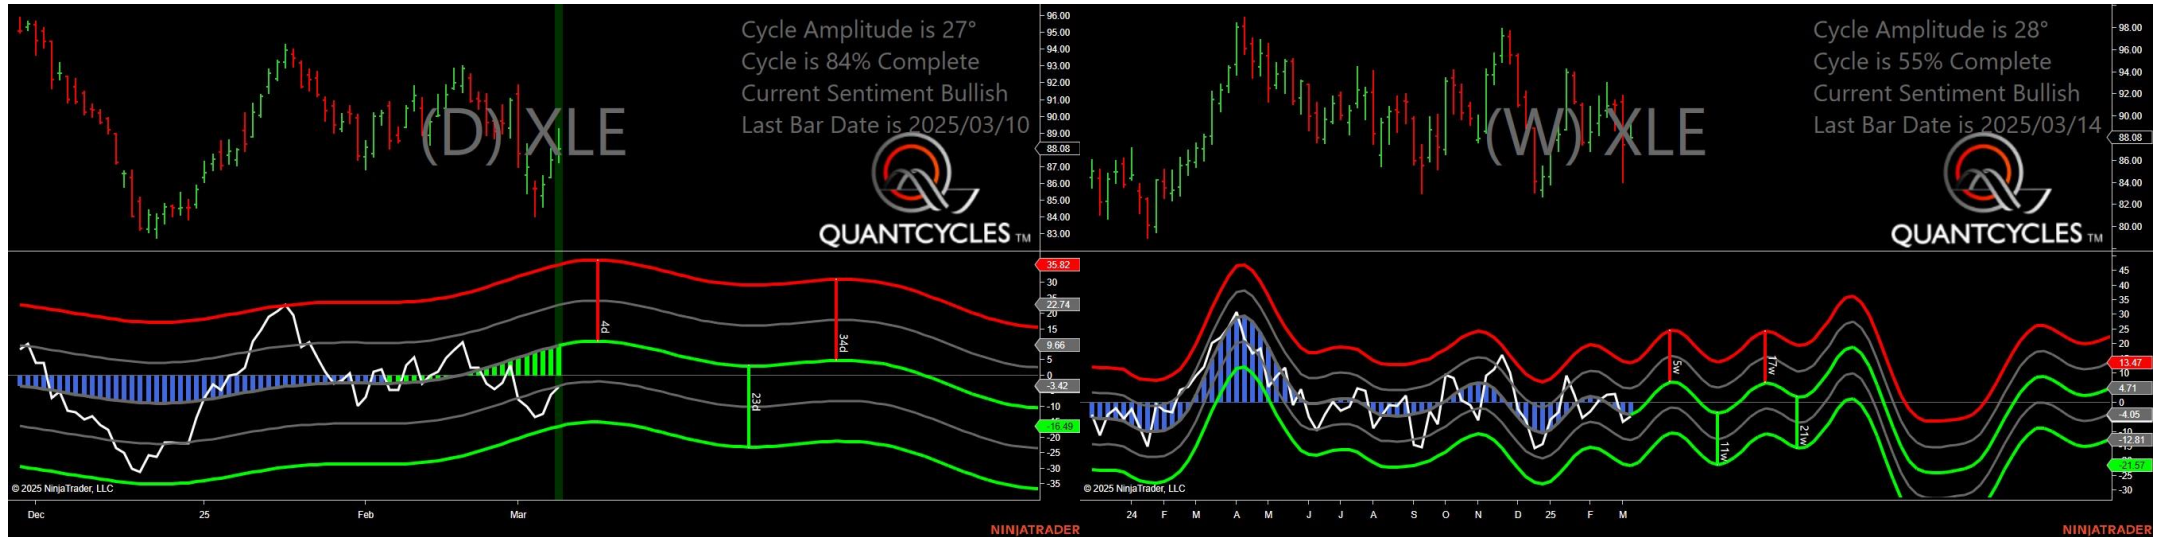 Cycle Amplitude is 27°
Cycle is 84% Complete
Current Sentiment Bullish
Last Bar Date is 2025/03/10
(D) XLE
QUANTCYCLES TM
96.00
95.00
94.00
93.00
92.00
91.00
90.00
89.00
88.08
87.00
86.00
85.00
84.00
83.00
35.82
30
22.74
20
15
9.66
5
0
-3.42
-10
-16.49
-20
-25
-30
-35
4d
23d
34d
© 2025 NinjaTrader, LLC
Dec 25 Feb Mar
NINJATRADER
Cycle Amplitude is 28°
Cycle is 55% Complete
Current Sentiment Bullish
Last Bar Date is 2025/03/14
(W) XLE
QUANTCYCLES TM
98.00
96.00
94.00
92.00
90.00
88.08
86.00
84.00
82.00
80.00
45
40
35
30
25
20
13.47
10
4.71
0
-4.05
-12.81
-21.57
-25
-30
5w
11w
17w
21w
© 2025 NinjaTrader, LLC
24 F M A M J J A S O N D 25 F M
NINJATRADER